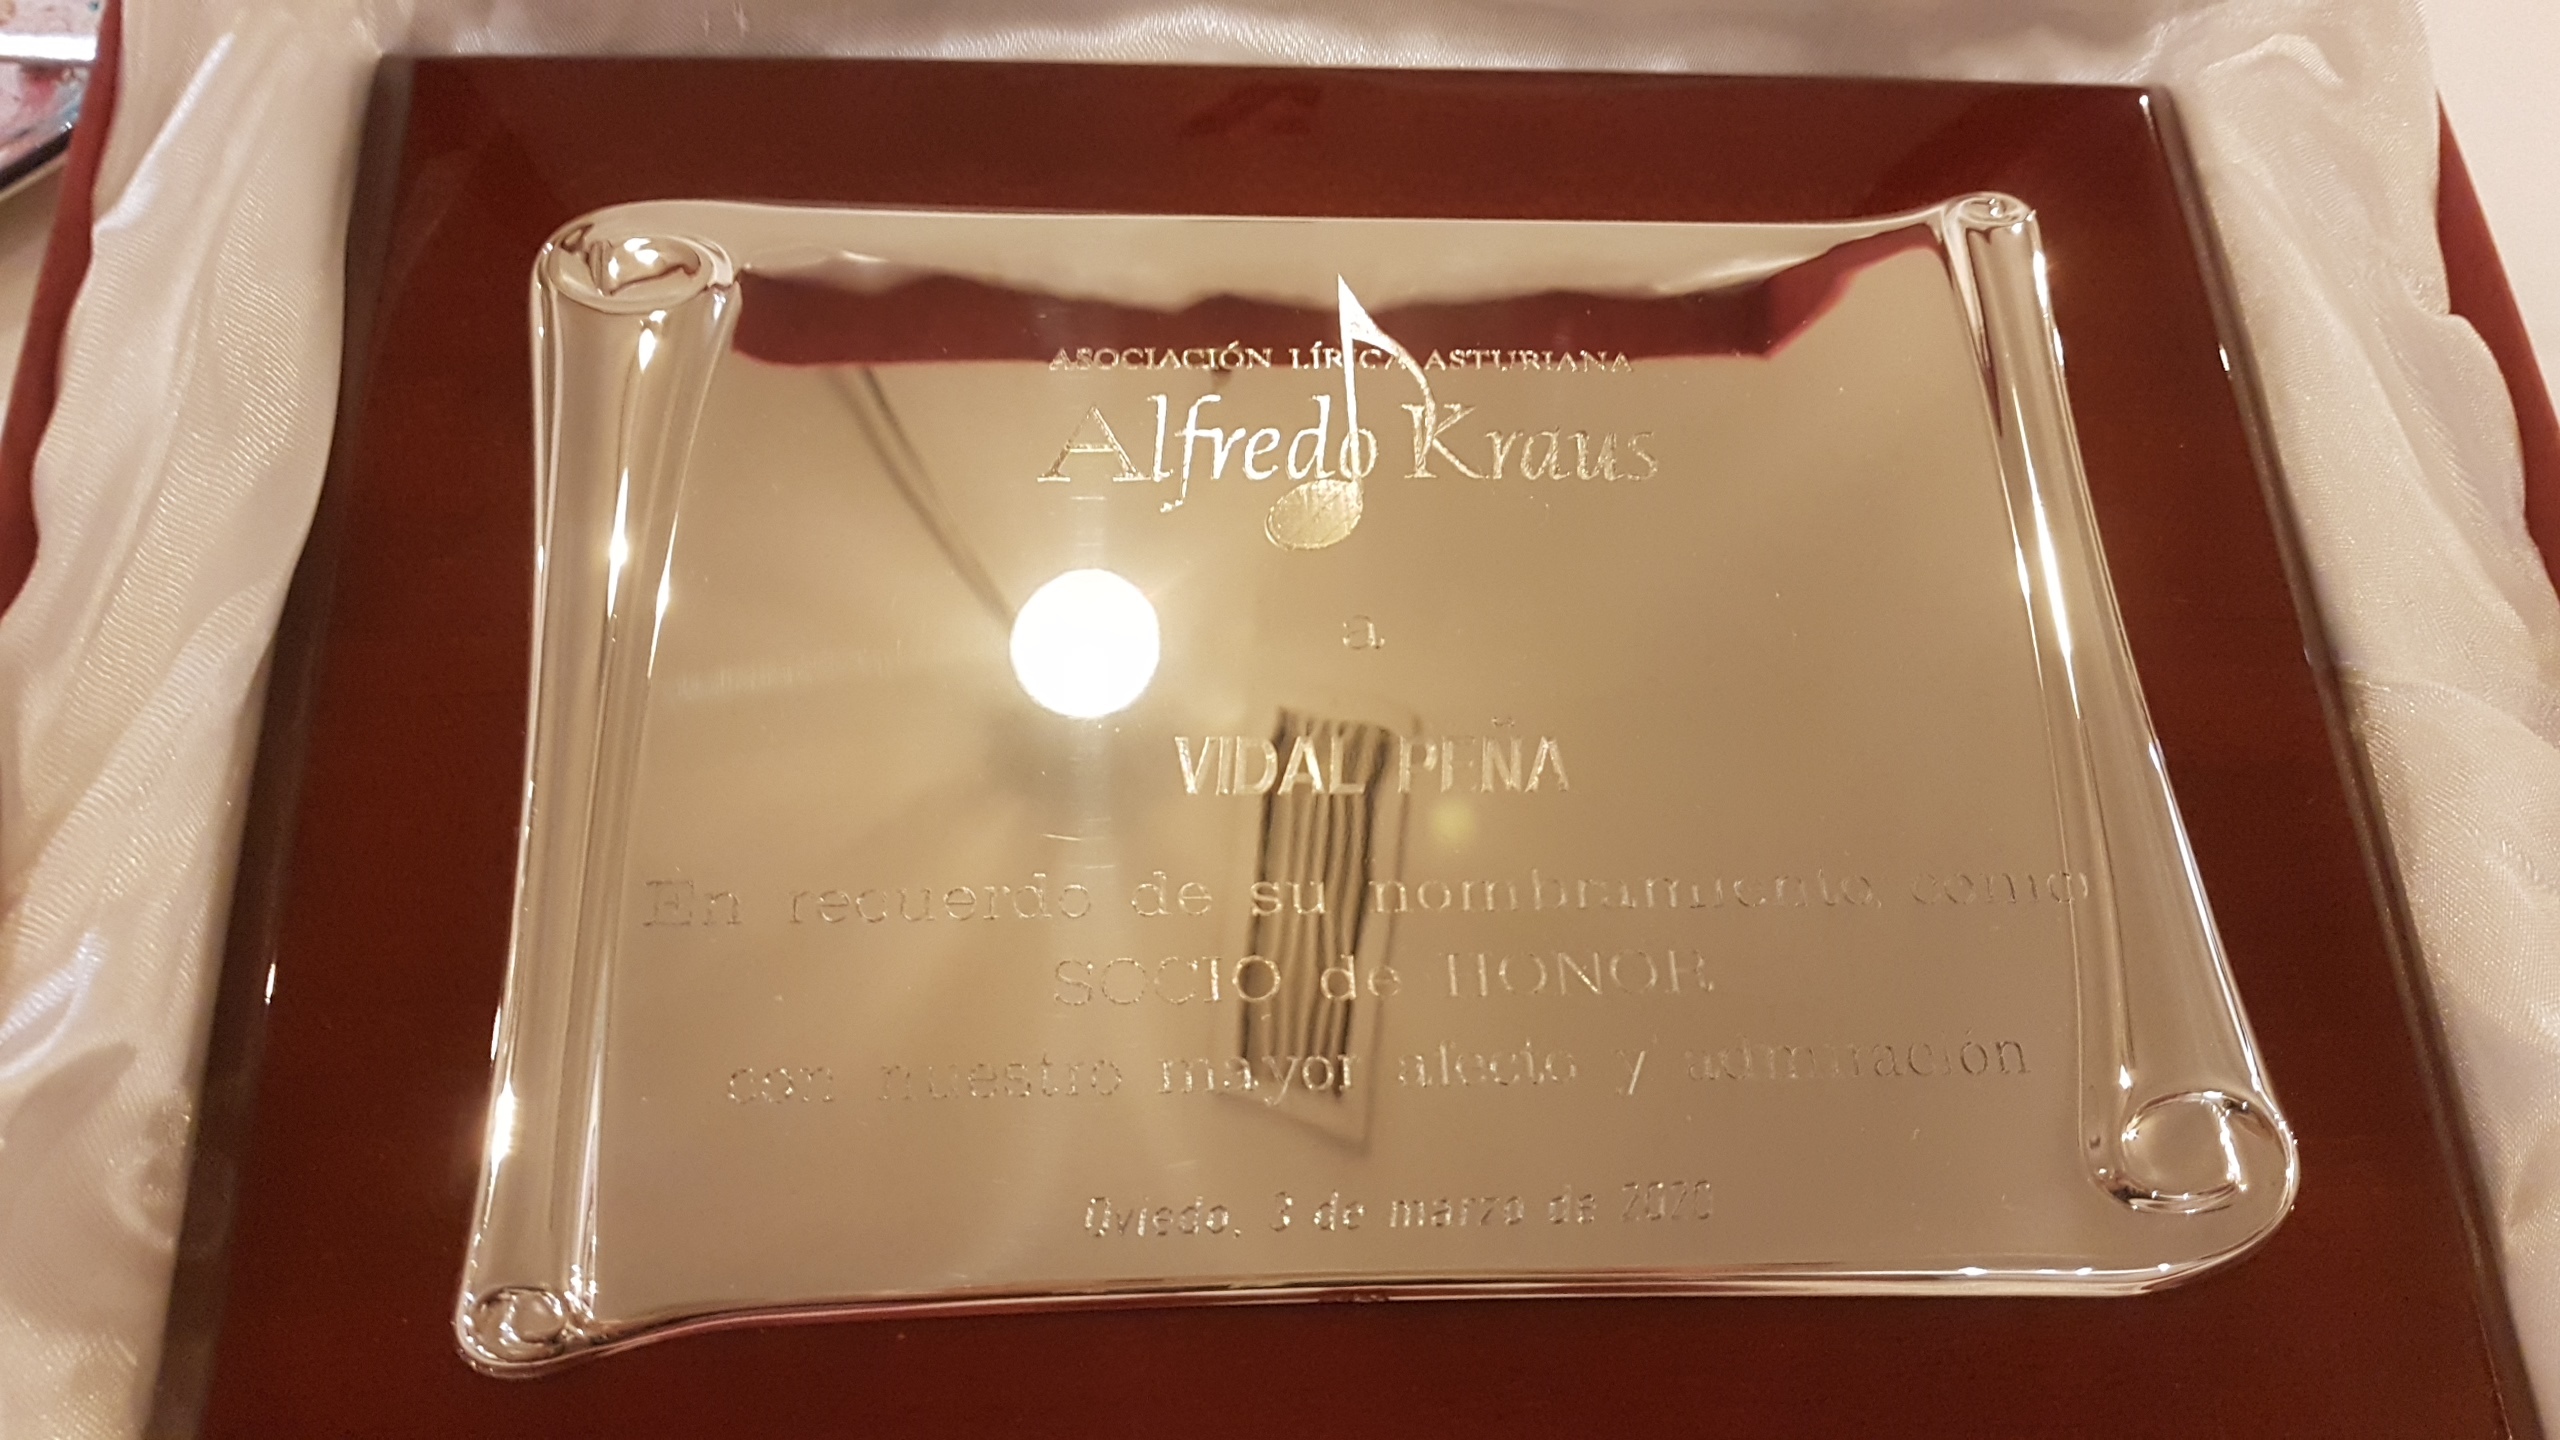 ASOCIACIÓN LÍRICA ASTURIANA
Alfredo Kraus
a
VIDAL PEÑA
En recuerdo de su nombramiento como
SOCIO de HONOR
con nuestro mayor afecto y admiración
Oviedo, 3 de marzo de 2020